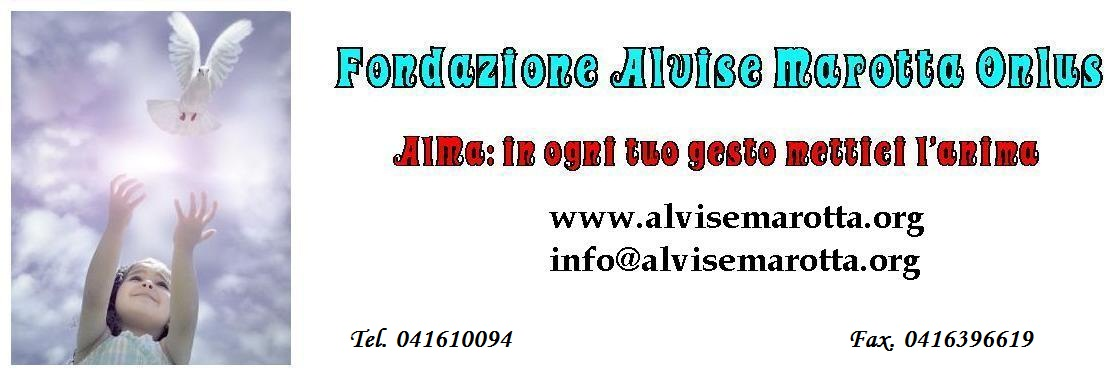 Fondazione Alvise Marotta Onlus
AlMa: in ogni tuo gesto mettici l'anima
www.alvisemarotta.org
info@alvisemarotta.org
Tel. 041610094 Fax. 0416396619